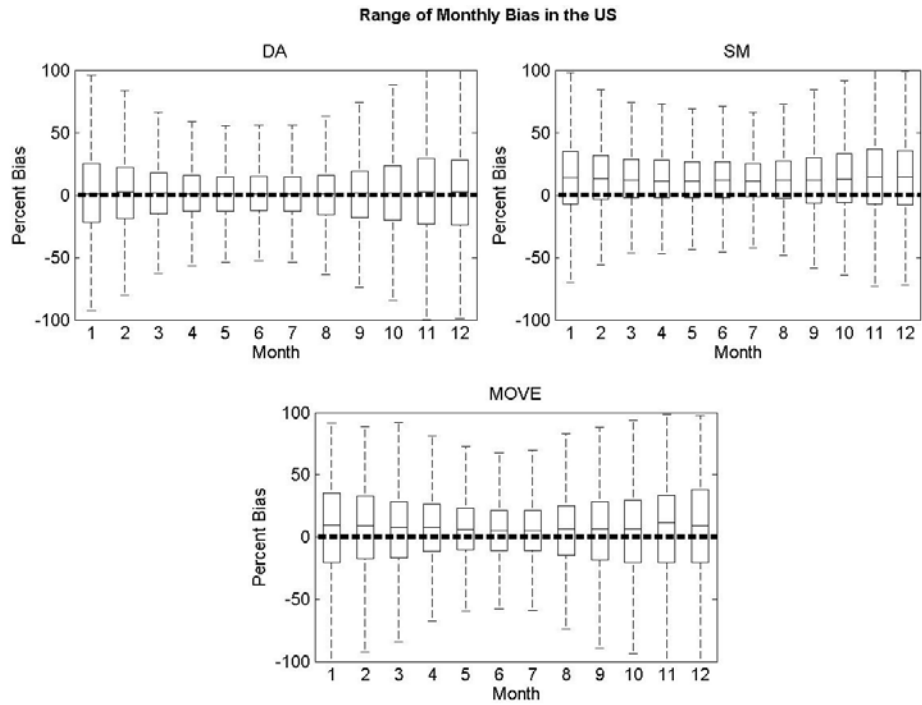 Range of Monthly Bias in the US
DA
100
50
0
-50
-100
Percent Bias
1 2 3 4 5 6 7 8 9 10 11 12
Month
SM
100
50
0
-50
-100
Percent Bias
1 2 3 4 5 6 7 8 9 10 11 12
Month
MOVE
100
50
0
-50
-100
Percent Bias
1 2 3 4 5 6 7 8 9 10 11 12
Month